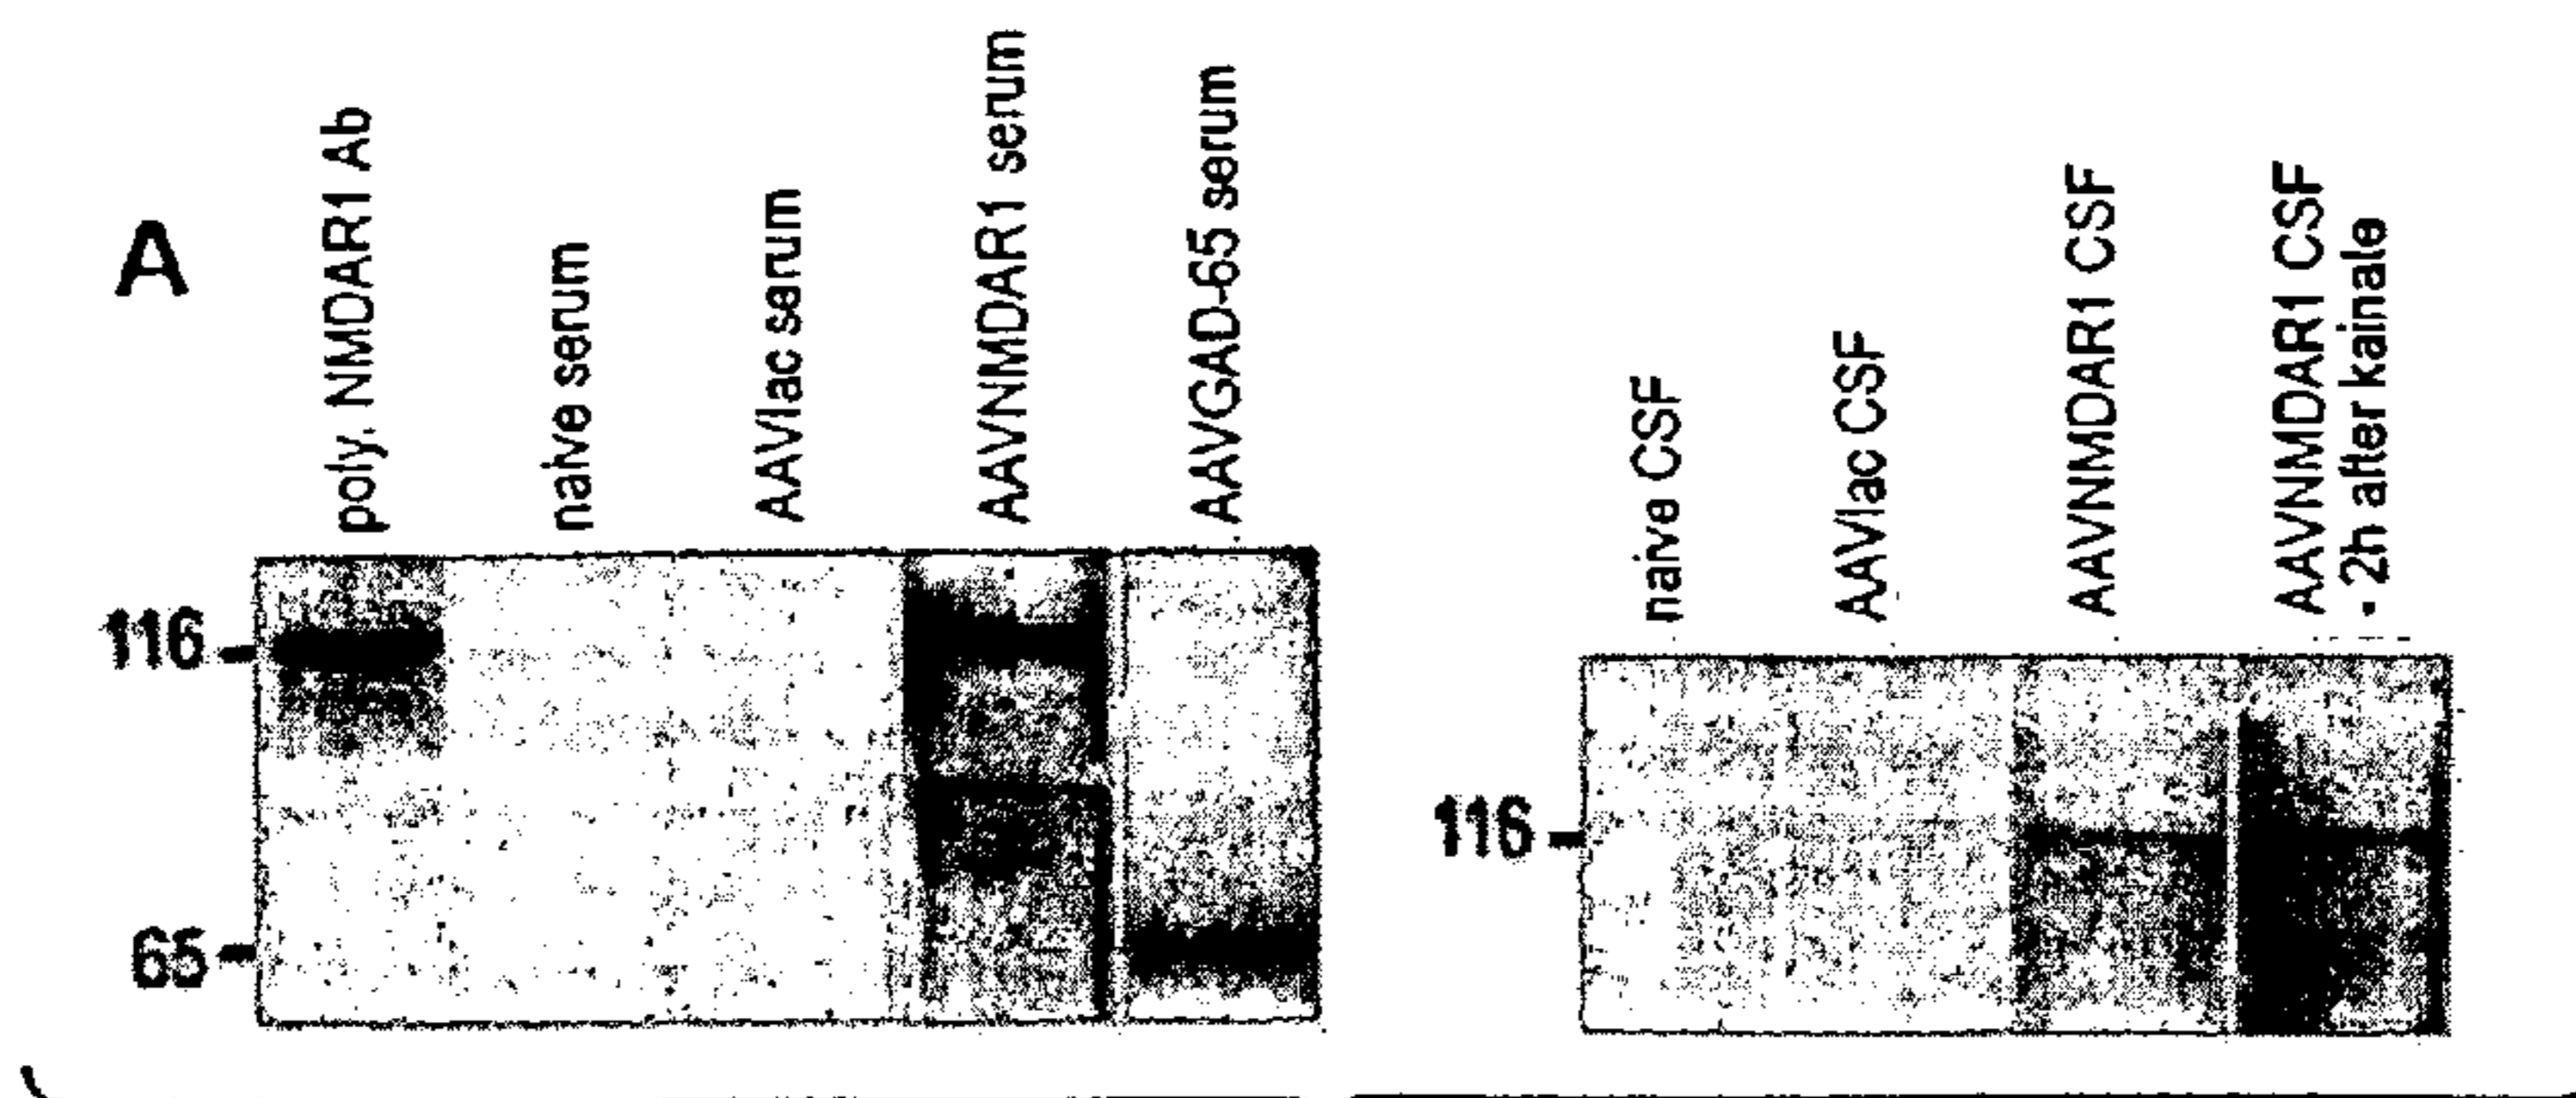 A
poly. NMDAR1 Ab
naive serum
AAVlac serum
AAVNMDAR1 serum
AAVGAD-65 serum
116
65
naive CSF
AAVlac CSF
AAVNMDAR1 CSF
AAVNMDAR1 CSF
- 2h after kainale
116